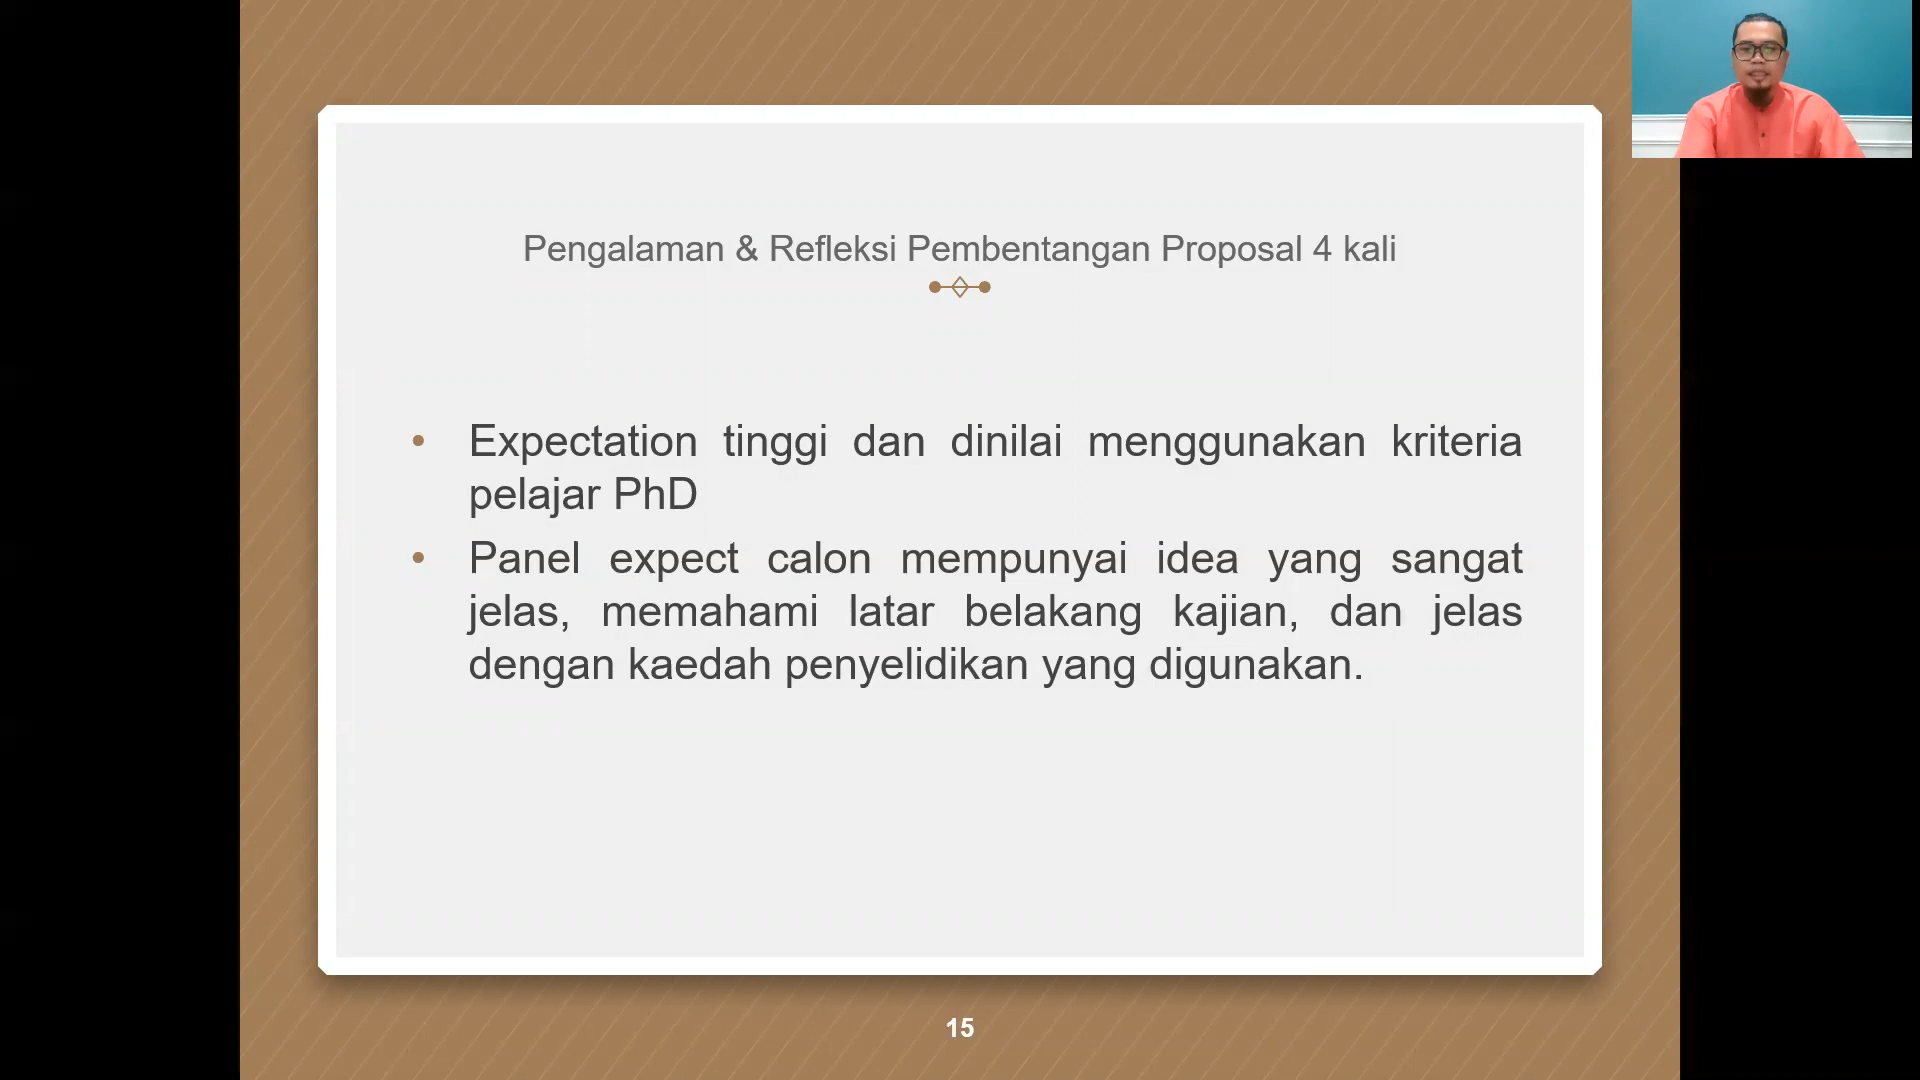 Pengalaman & Refleksi Pembentangan Proposal 4 kali
• Expectation tinggi dan dinilai menggunakan kriteria
pelajar PhD
• Panel expect calon mempunyai idea yang sangat
jelas, memahami latar belakang kajian, dan jelas
dengan kaedah penyelidikan yang digunakan.
15